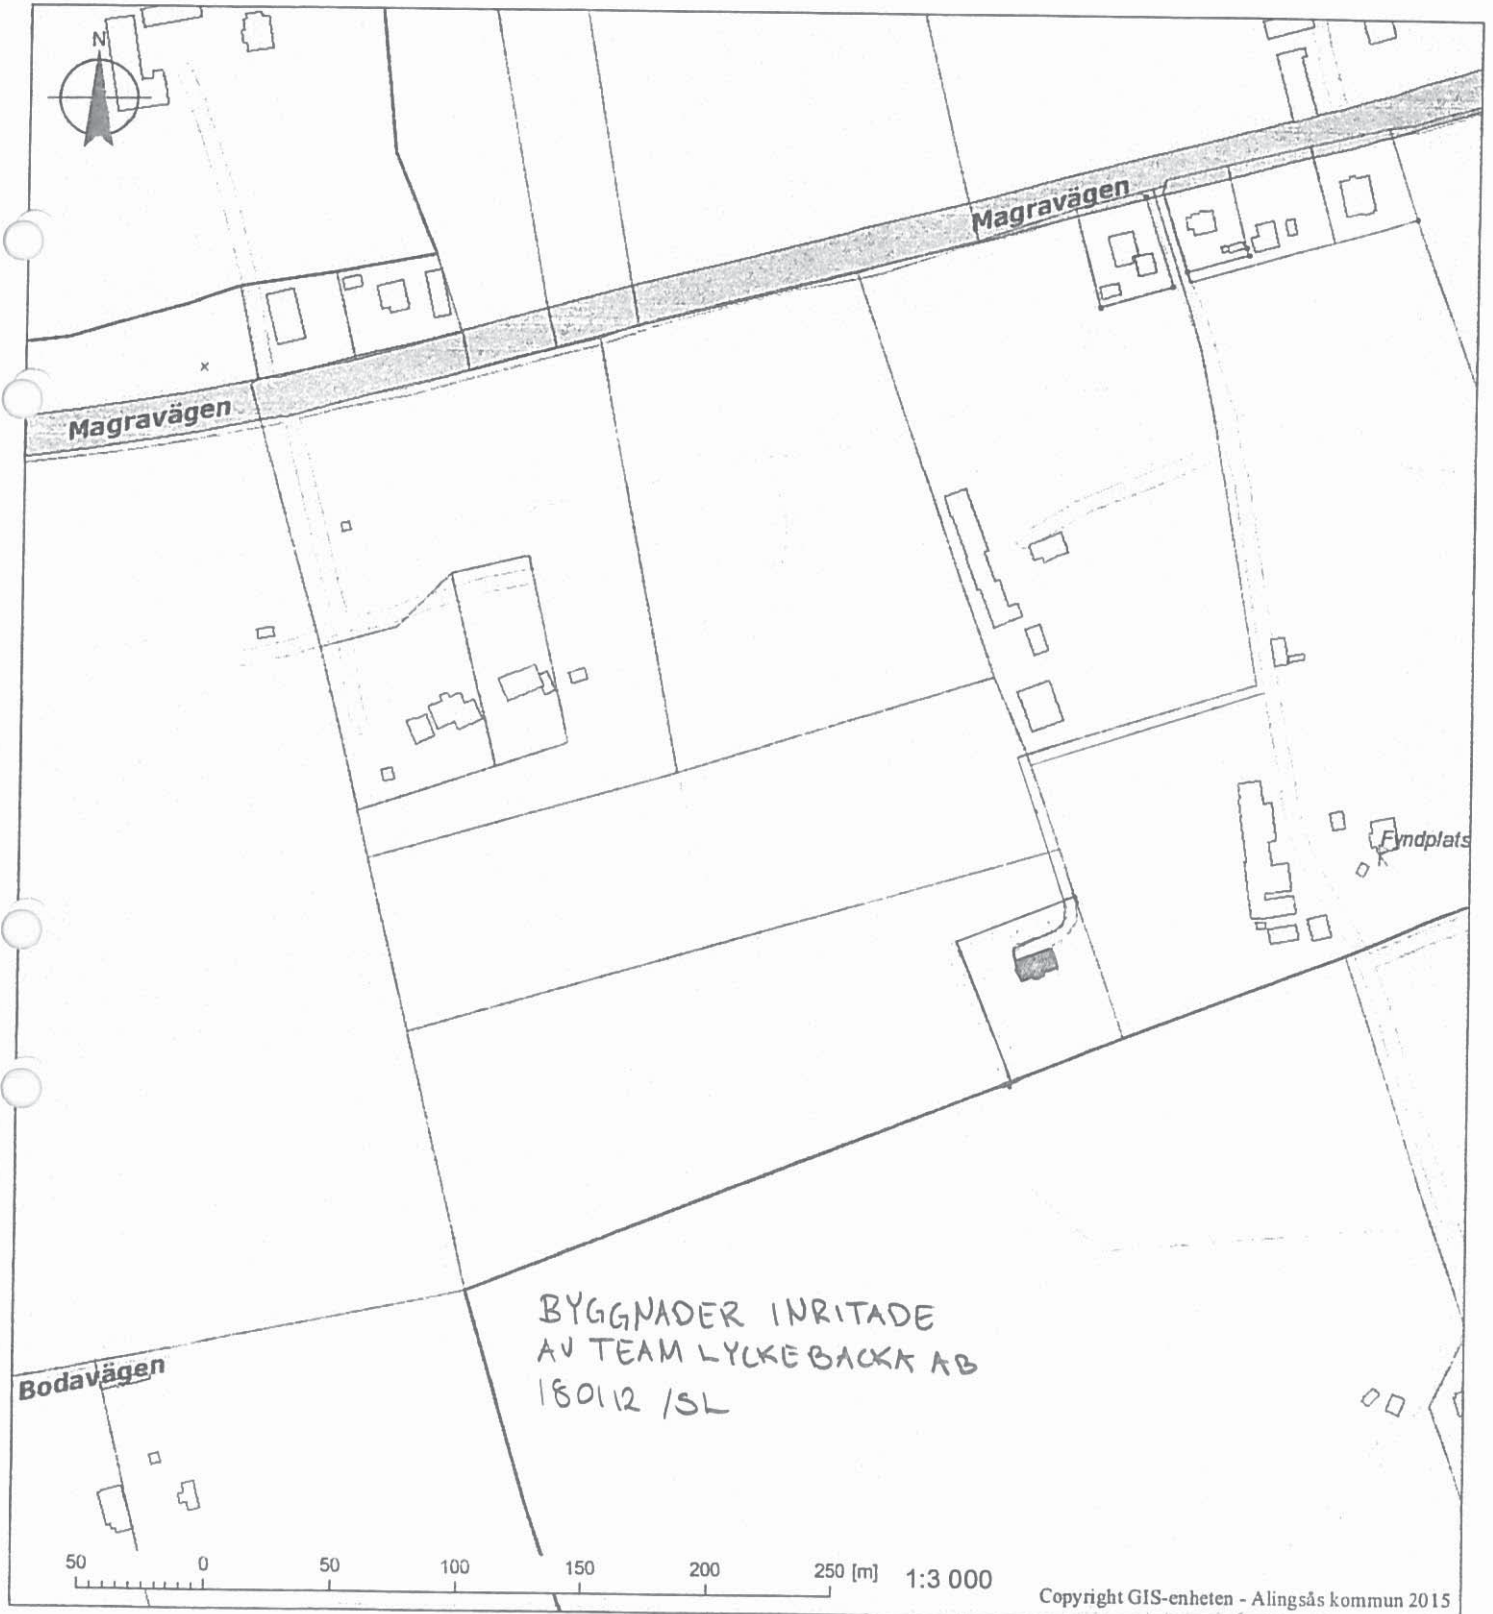 N
Magravägen
Magravägen
x
Fyndplats
K
BYGGNADER INRITADE
AV TEAM LYCKEBACKA AB
180112 /SL
Bodavägen
50 0 50 100 150 200 250 [m] 1:3 000
Copyright GIS-enheten - Alingsås kommun 2015